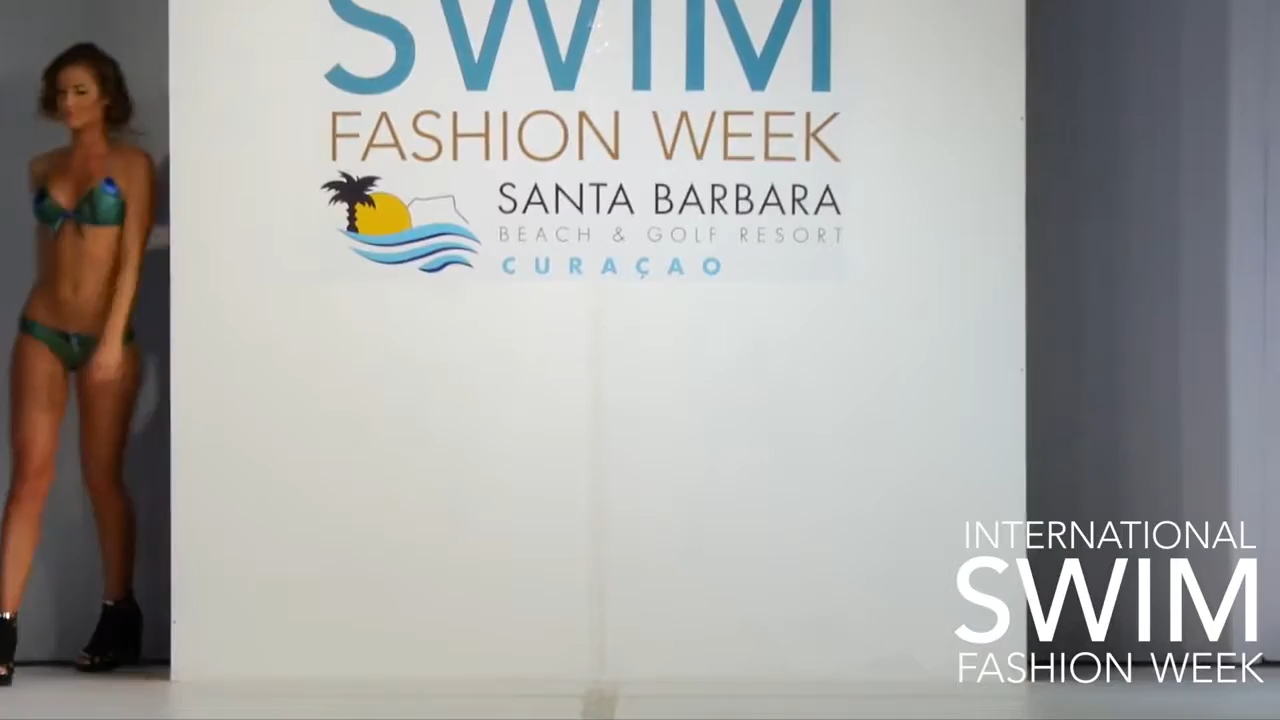 SWIM
FASHION WEEK
SANTA BARBARA
BEACH & GOLF RESORT
CURAÇAO
INTERNATIONAL
SWIM
FASHION WEEK